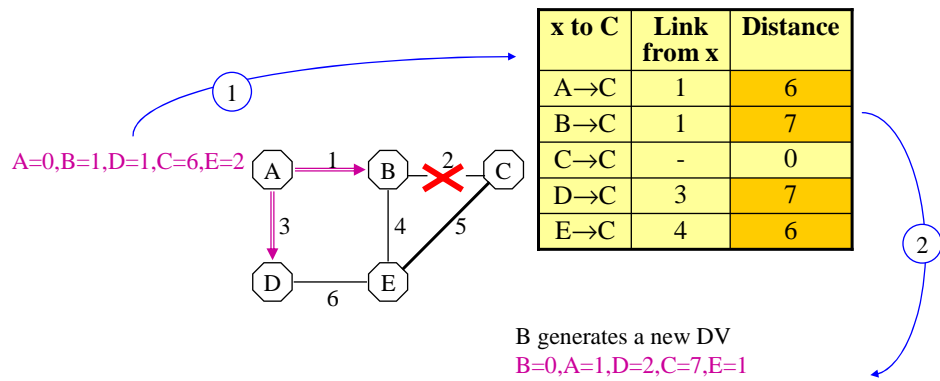 x to C Link from x Distance
A→C 1 6
B→C 1 7
C→C - 0
D→C 3 7
E→C 4 6
1
A=0,B=1,D=1,C=6,E=2
A 1 B 2 C
3 4 5
D 6 E
2
B generates a new DV
B=0,A=1,D=2,C=7,E=1